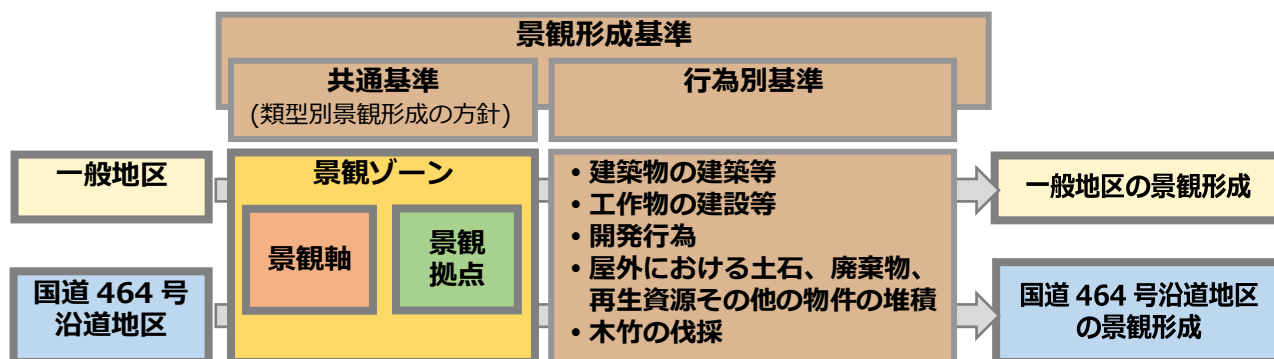 景観形成基準
共通基準
(類型別景観形成の方針)
行為別基準
一般地区
景観ゾーン
景観軸
景観
拠点
・建築物の建築等
・工作物の建設等
・開発行為
・屋外における土石、廃棄物、
再生資源その他の物件の堆積
・木竹の伐採
一般地区の景観形成
国道 464 号
沿道地区
国道 464 号沿道地区
の景観形成